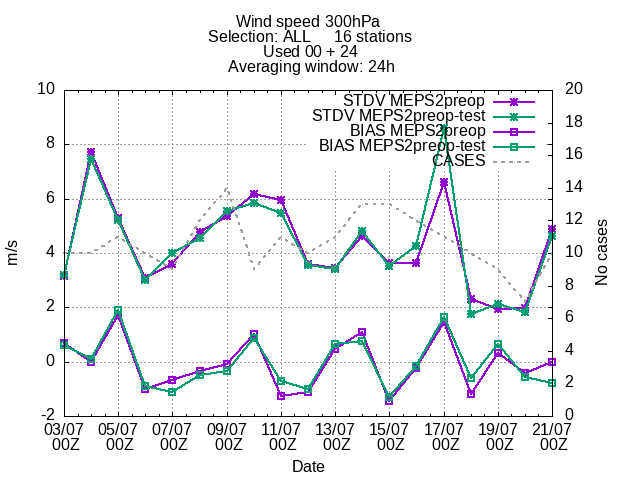 Wind speed 300hPa
Selection: ALL 16 stations
Used 00 + 24
Averaging window: 24h
STDV MEPS2preop
STDV MEPS2preop-test
BIAS MEPS2preop
BIAS MEPS2preop-test
CASES
m/s
10
8
6
4
2
0
-2
20
18
16
14
12
10
8
6
4
2
0
No cases
03/07 05/07 07/07 09/07 11/07 13/07 15/07 17/07 19/07 21/07
00Z 00Z 00Z 00Z 00Z 00Z 00Z 00Z 00Z 00Z
Date